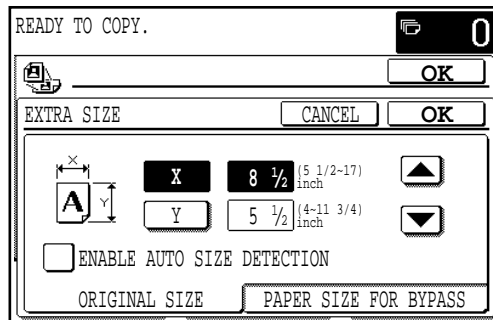 READY TO COPY. 0
OK
EXTRA SIZE CANCEL OK
X
X 8 ½ (5 1/2~17) inch
A Y
Y 5 ½ (4~11 3/4) inch
ENABLE AUTO SIZE DETECTION
ORIGINAL SIZE PAPER SIZE FOR BYPASS